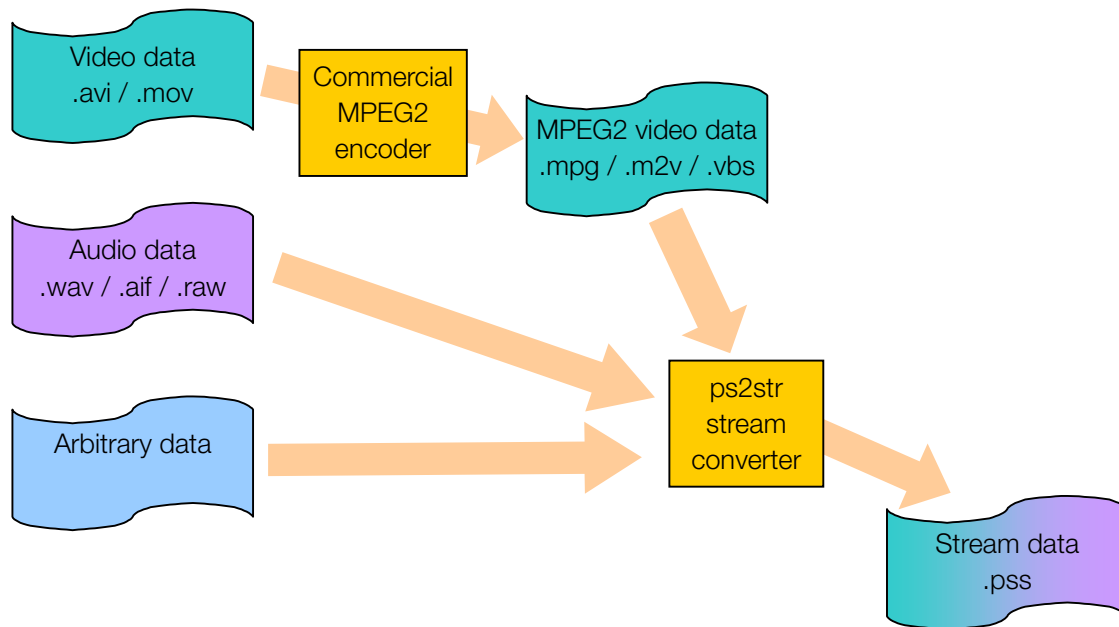 Video data
.avi / .mov
Commercial
MPEG2
encoder
MPEG2 video data
.mpg / .m2v / .vbs
Audio data
.wav / .aif / .raw
Arbitrary data
ps2str
stream
converter
Stream data
.pss